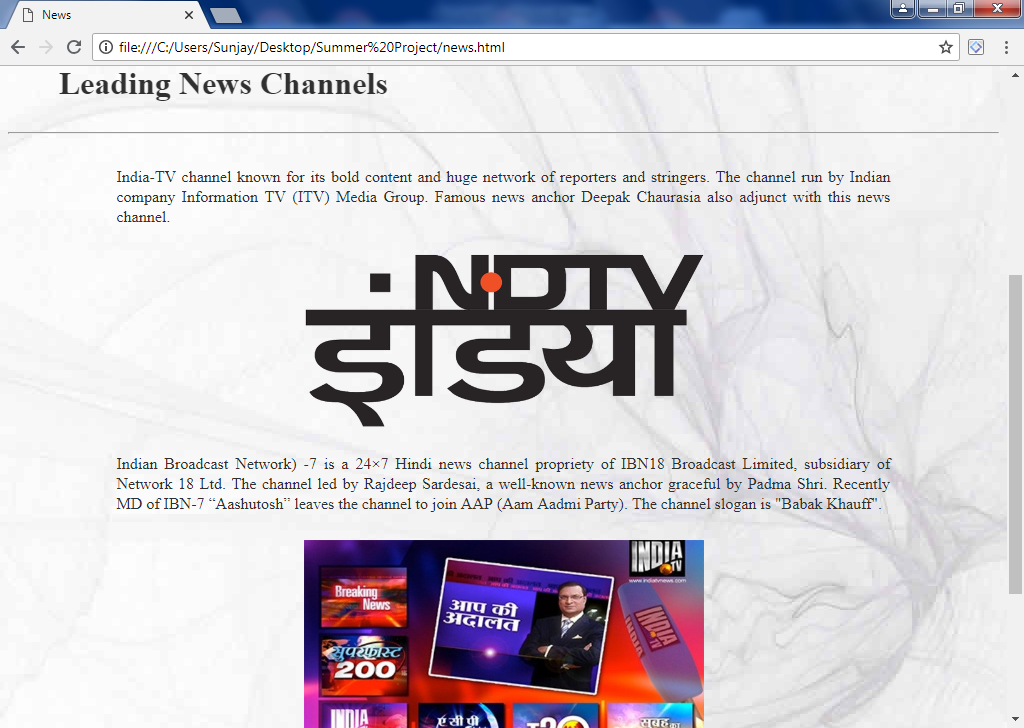 News
file:///C:/Users/Sunjay/Desktop/Summer%20Project/news.html
Leading News Channels
India-TV channel known for its bold content and huge network of reporters and stringers. The channel run by Indian
company Information TV (ITV) Media Group. Famous news anchor Deepak Chaurasia also adjunct with this news
channel.
NDTV
इंडिया
Indian Broadcast Network) -7 is a 24×7 Hindi news channel propriety of IBN18 Broadcast Limited, subsidiary of
Network 18 Ltd. The channel led by Rajdeep Sardesai, a well-known news anchor graceful by Padma Shri. Recently
MD of IBN-7 “Aashutosh” leaves the channel to join AAP (Aam Aadmi Party). The channel slogan is "Babak Khauff".
INDIA
TV
www.indiatvnews.com
Breaking
News
आप की
अदालत
INDIA
TV
INDIA
सुपरफ़ास्ट
200
INDIA
ए सी पी
T20
सुबह का